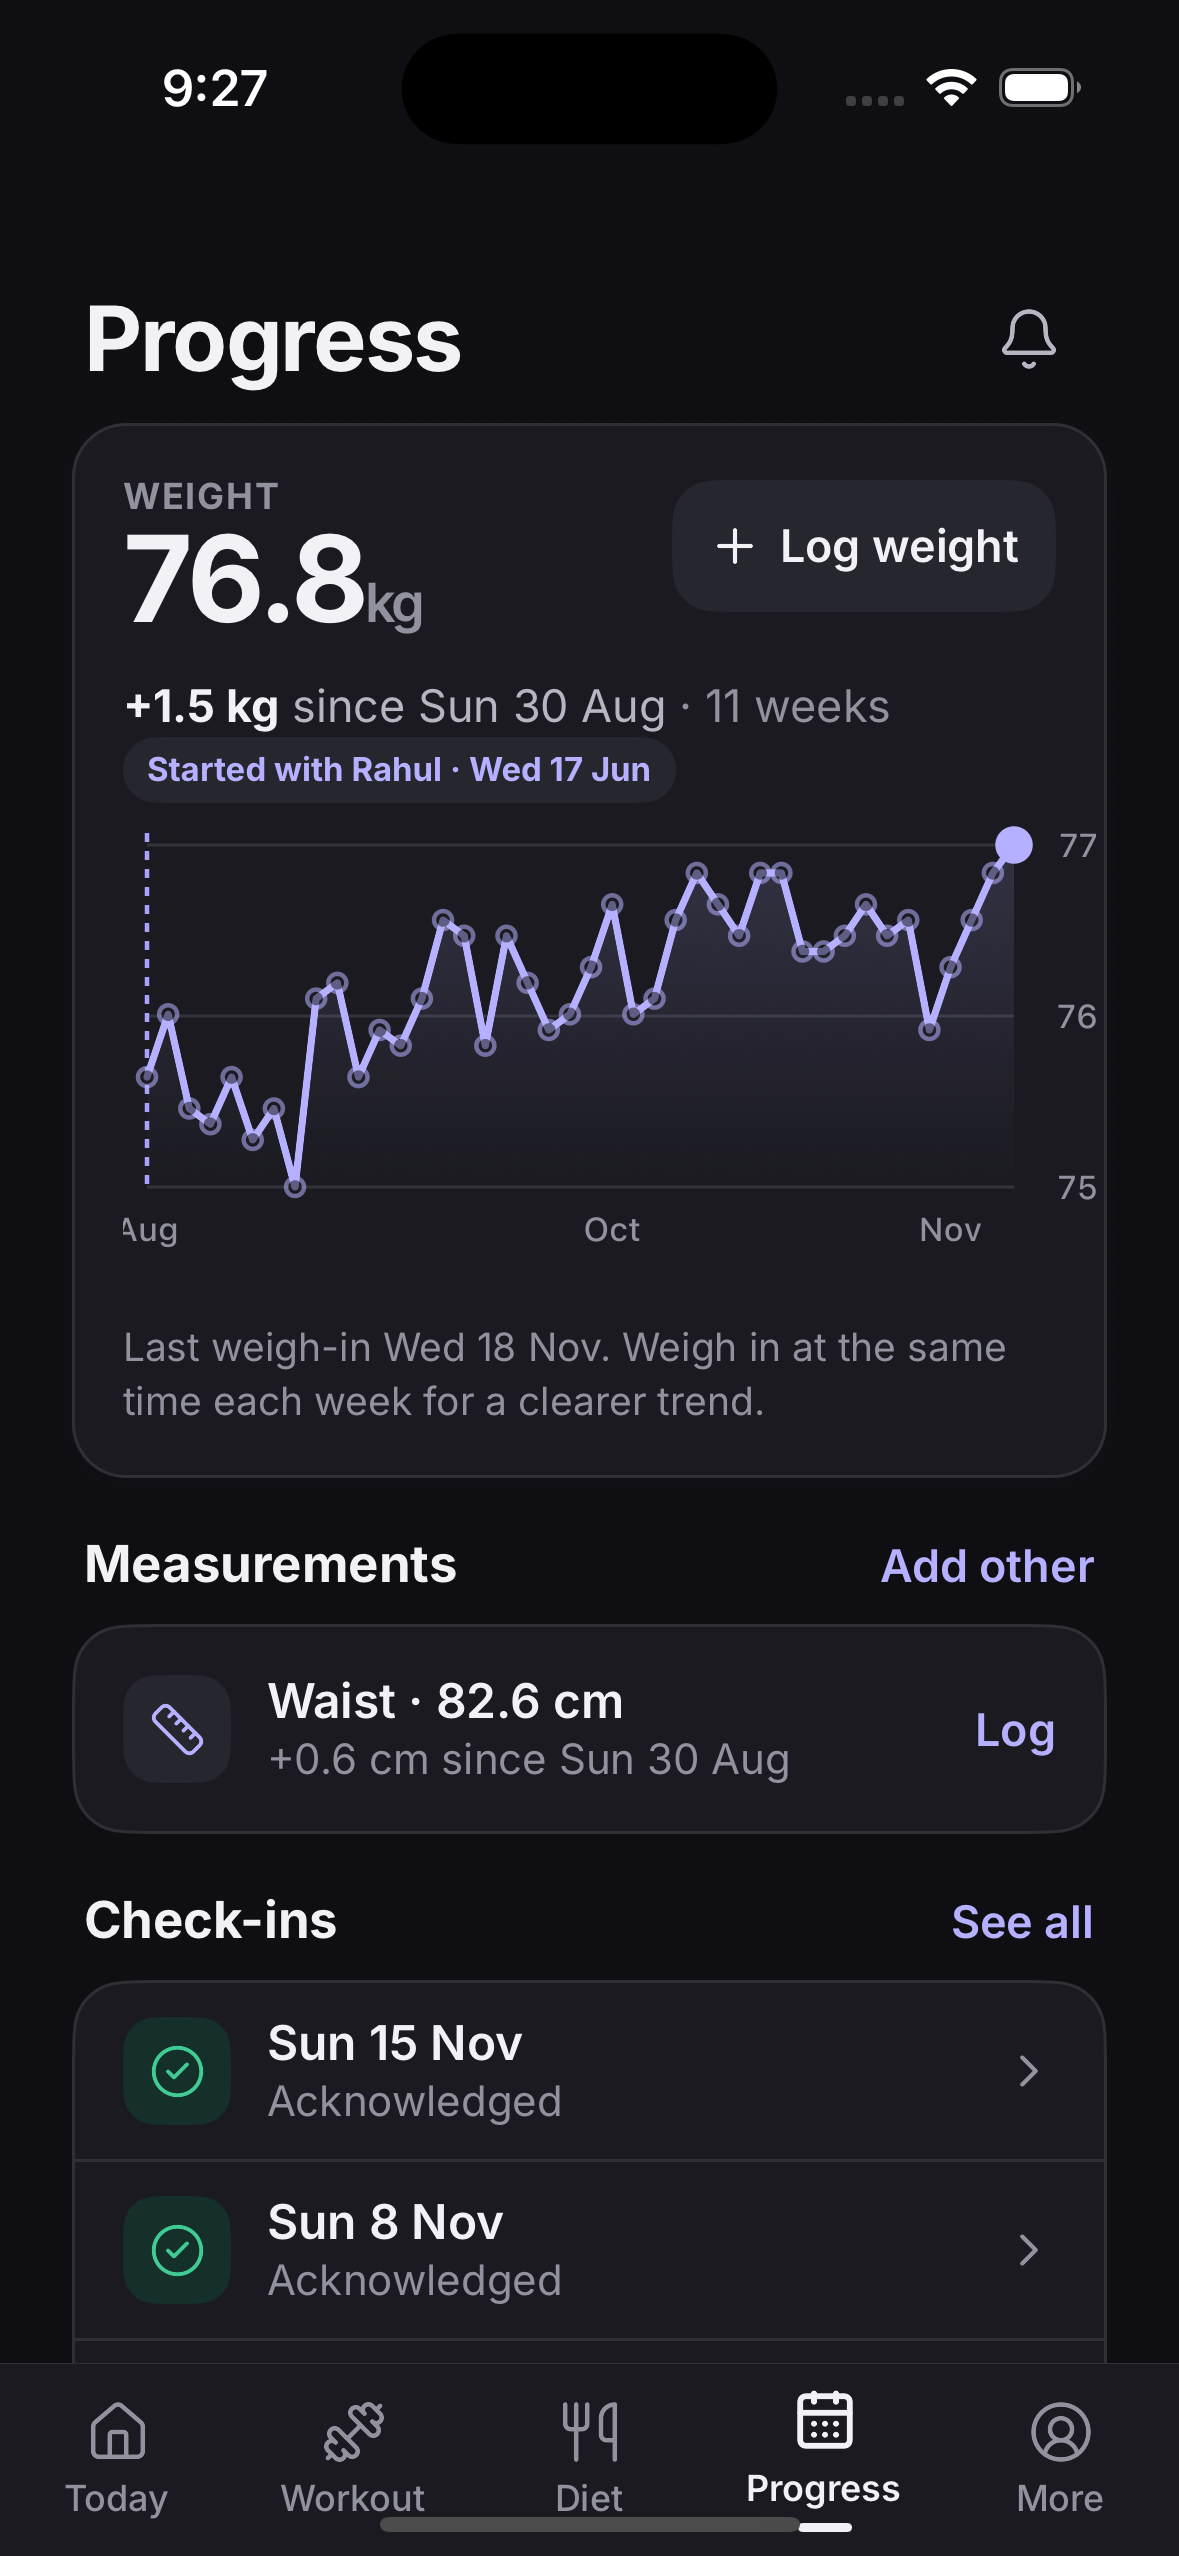 9:27
Progress
WEIGHT
76.8kg
Log weight
+1.5 kg since Sun 30 Aug · 11 weeks
Started with Rahul · Wed 17 Jun
77
76
75
Aug Oct Nov
Last weigh-in Wed 18 Nov. Weigh in at the same
time each week for a clearer trend.
Measurements
Add other
Waist · 82.6 cm
+0.6 cm since Sun 30 Aug
Log
Check-ins
See all
Sun 15 Nov
Acknowledged
Sun 8 Nov
Acknowledged
Today Workout Diet Progress More